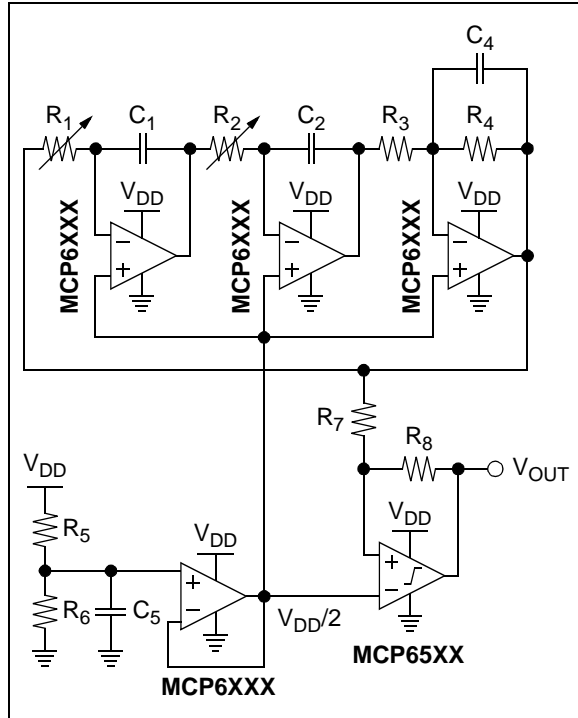 C4
R1
C1
R2
C2
R3
R4
VDD
VDD
VDD
MCP6XXX
MCP6XXX
MCP6XXX
R7
R8
VOUT
VDD
R5
VDD
VDD
R6
C5
VDD/2
MCP65XX
MCP6XXX